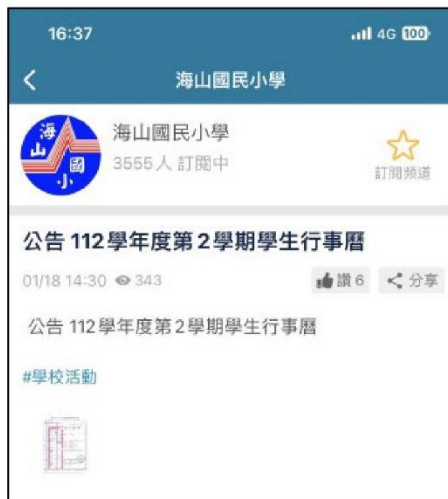 16:37
4G 100
海山國民小學
海山國小
海山國民小學
3555人 訂閱中
訂閱頻道
公告 112學年度第2學期學生行事曆
01/18 14:30 343
讚 6
分享
公告 112學年度第2學期學生行事曆
#學校活動